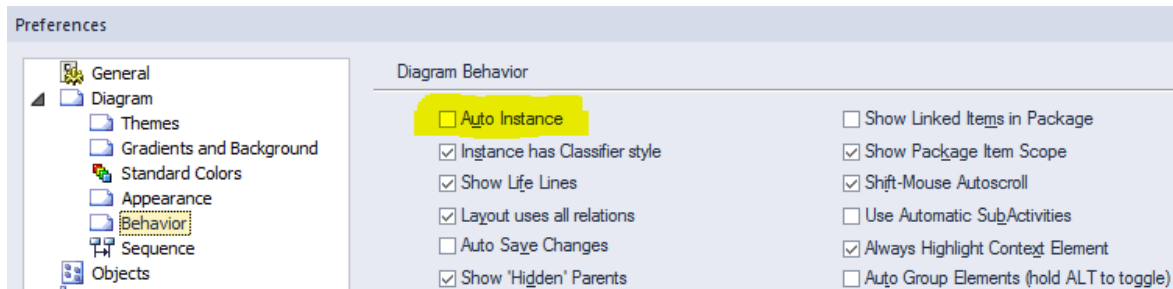 Preferences
General
Diagram
Themes
Gradients and Background
Standard Colors
Appearance
Behavior
Sequence
Objects
Diagram Behavior
Auto Instance
Instance has Classifier style
Show Life Lines
Layout uses all relations
Auto Save Changes
Show 'Hidden' Parents
Show Linked Items in Package
Show Package Item Scope
Shift-Mouse Autoscroll
Use Automatic SubActivities
Always Highlight Context Element
Auto Group Elements (hold ALT to toggle)